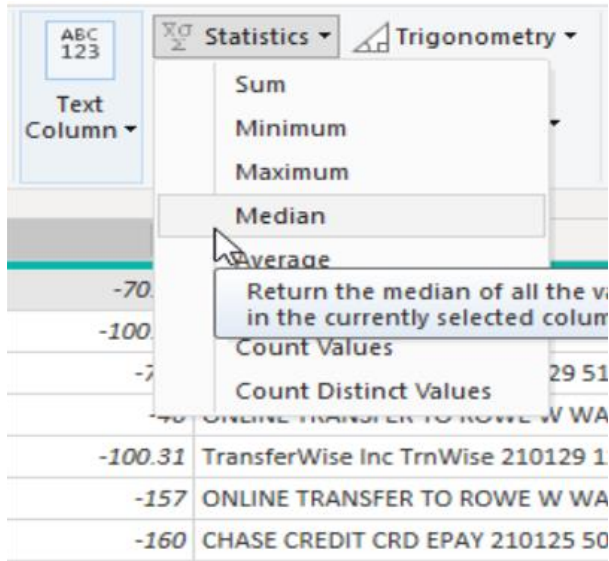 ABC
123
Text
Column
x̄σ
Σ
Statistics
Trigonometry
Sum
Minimum
Maximum
Median
Average
Return the median of all the va
in the currently selected colum
Count Values
Count Distinct Values
-70.
-100.
-7
29 51
-40 ONLINE TRANSFER TO ROWE W WA
-100.31 TransferWise Inc TrnWise 210129 1
-157 ONLINE TRANSFER TO ROWE W WA
-160 CHASE CREDIT CRD EPAY 210125 50